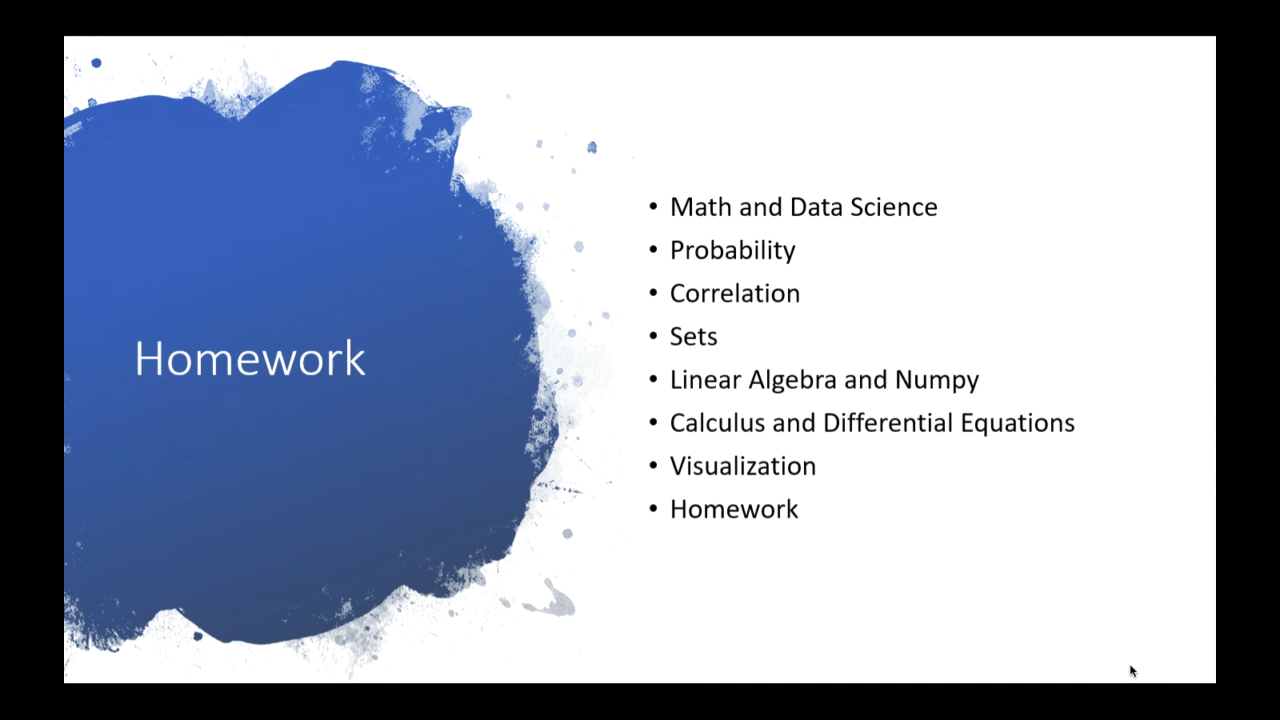 Homework
• Math and Data Science
• Probability
• Correlation
• Sets
• Linear Algebra and Numpy
• Calculus and Differential Equations
• Visualization
• Homework